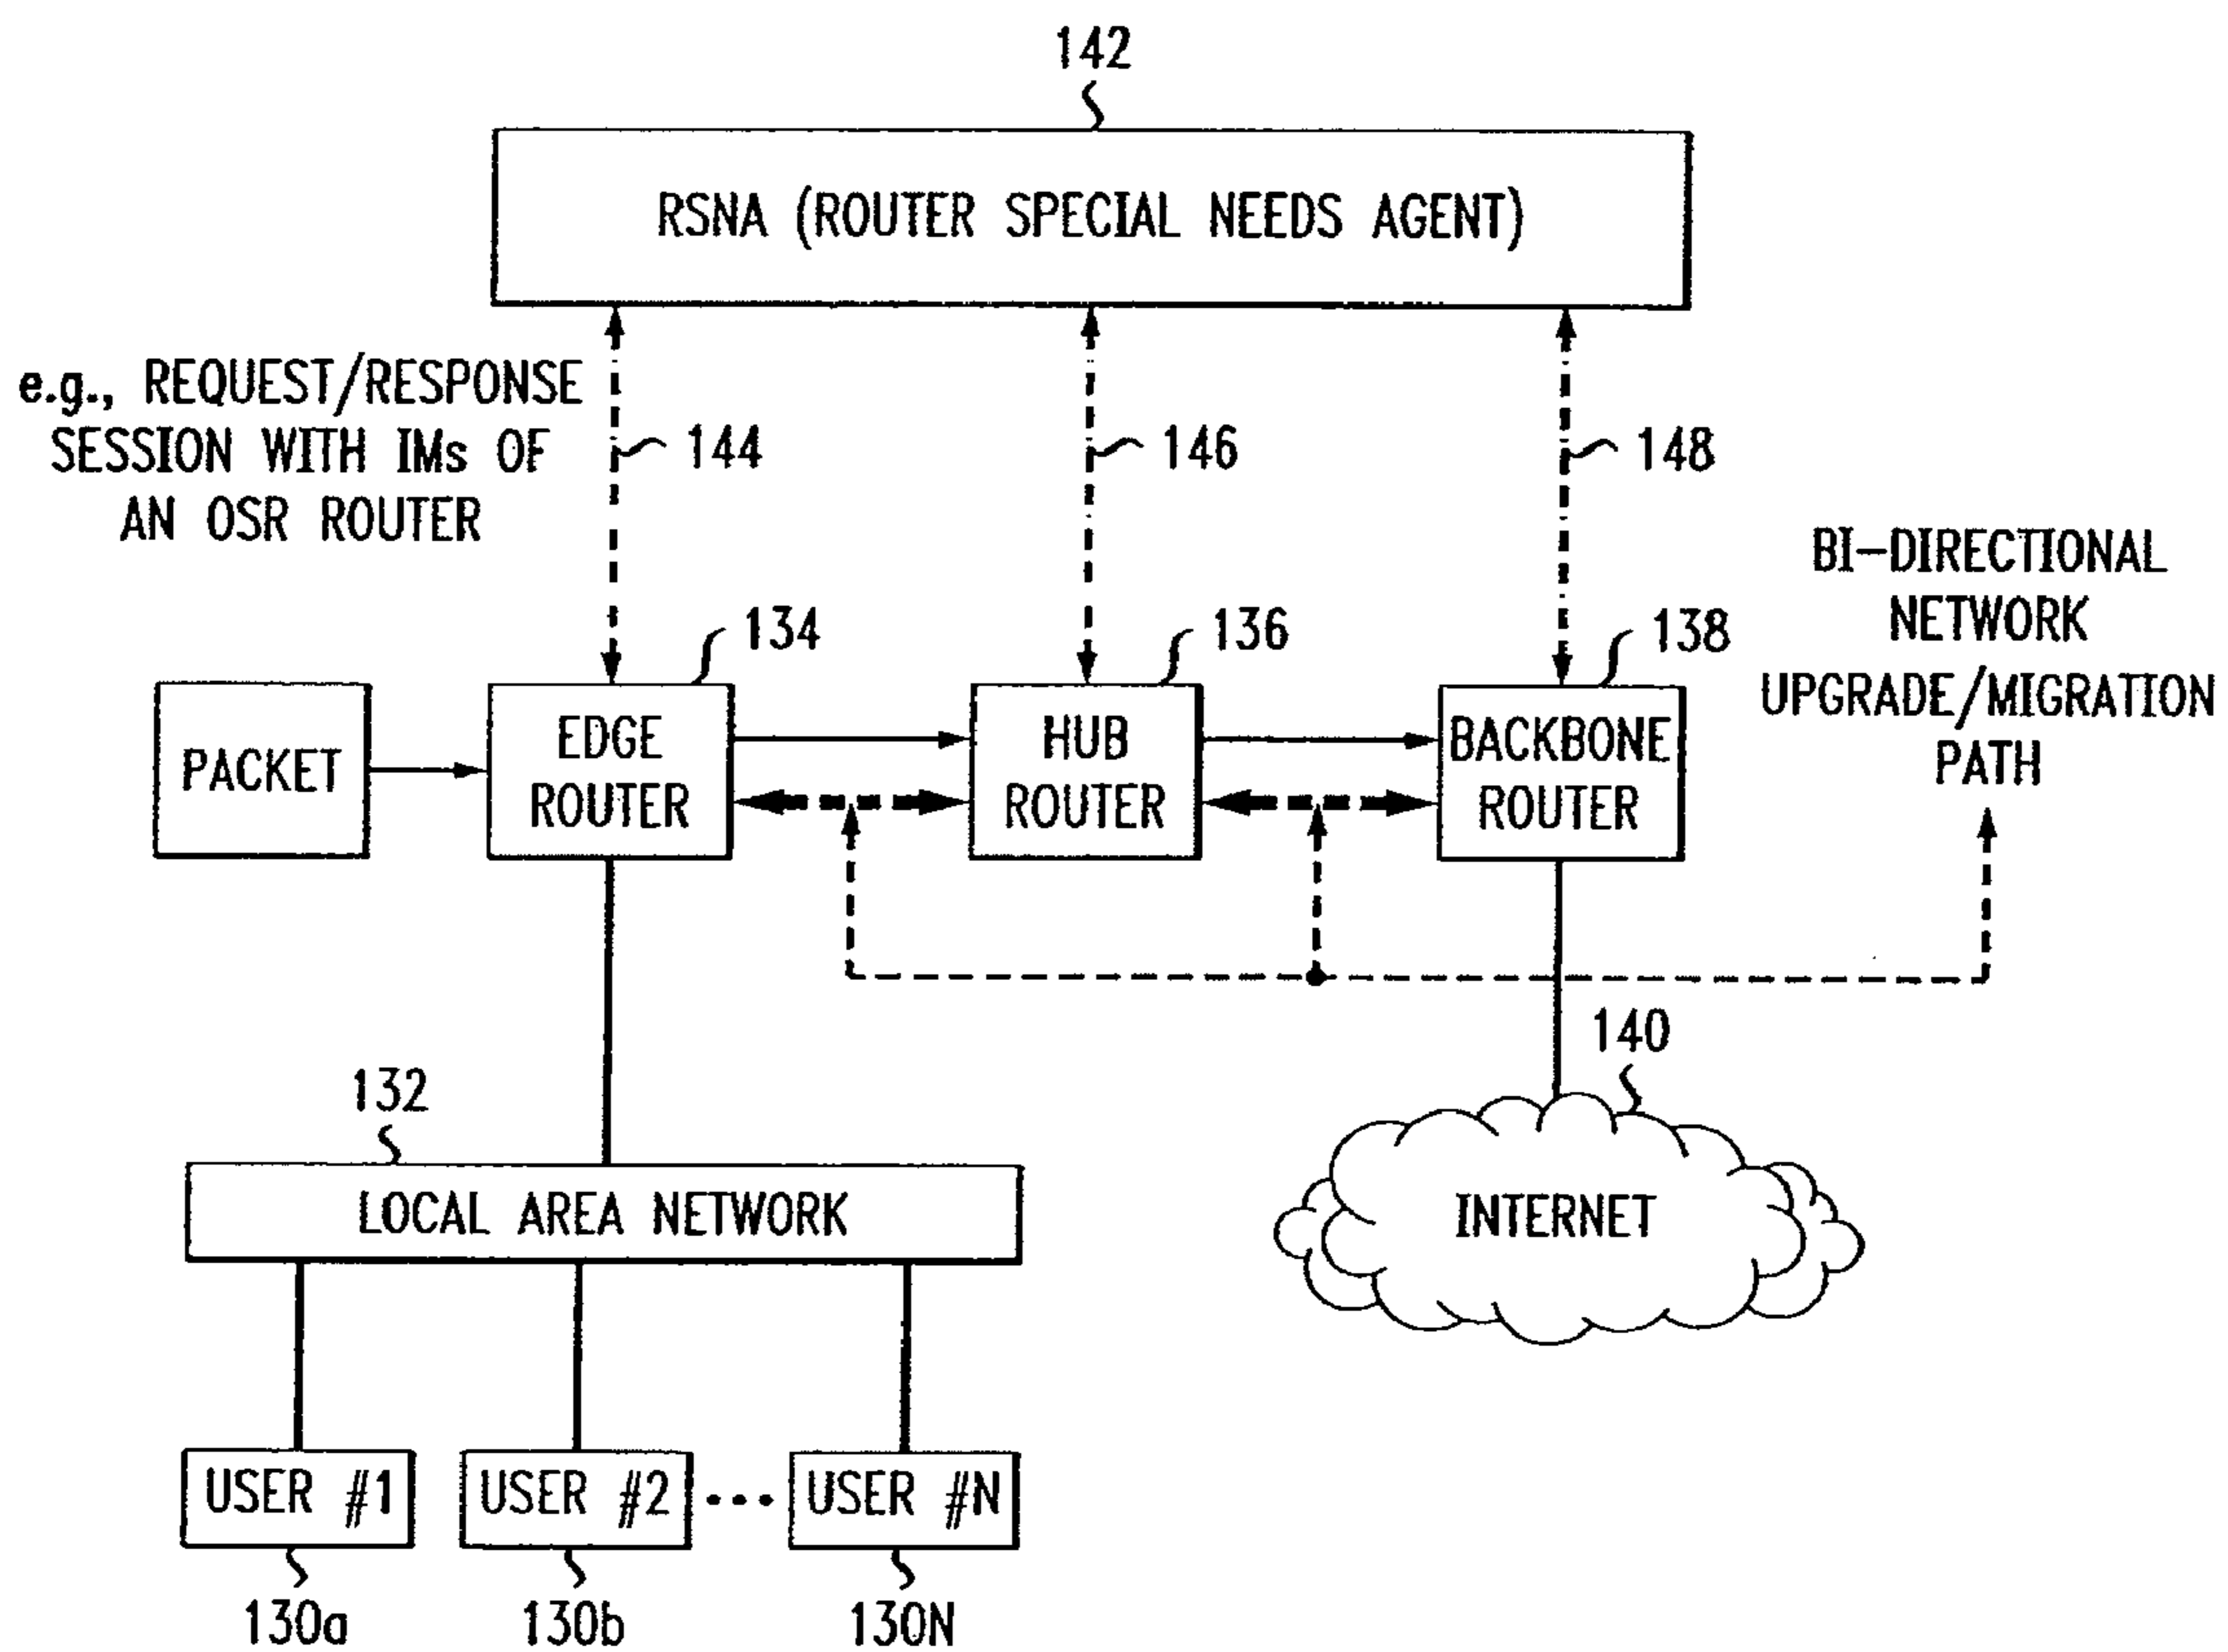 142
RSNA (ROUTER SPECIAL NEEDS AGENT)
e.g., REQUEST/RESPONSE
SESSION WITH IMs OF
AN OSR ROUTER
144
146
148
BI-DIRECTIONAL
NETWORK
UPGRADE/MIGRATION
PATH
134
136
138
PACKET
EDGE
ROUTER
HUB
ROUTER
BACKBONE
ROUTER
140
INTERNET
132
LOCAL AREA NETWORK
USER #1
USER #2
...
USER #N
130a
130b
130N